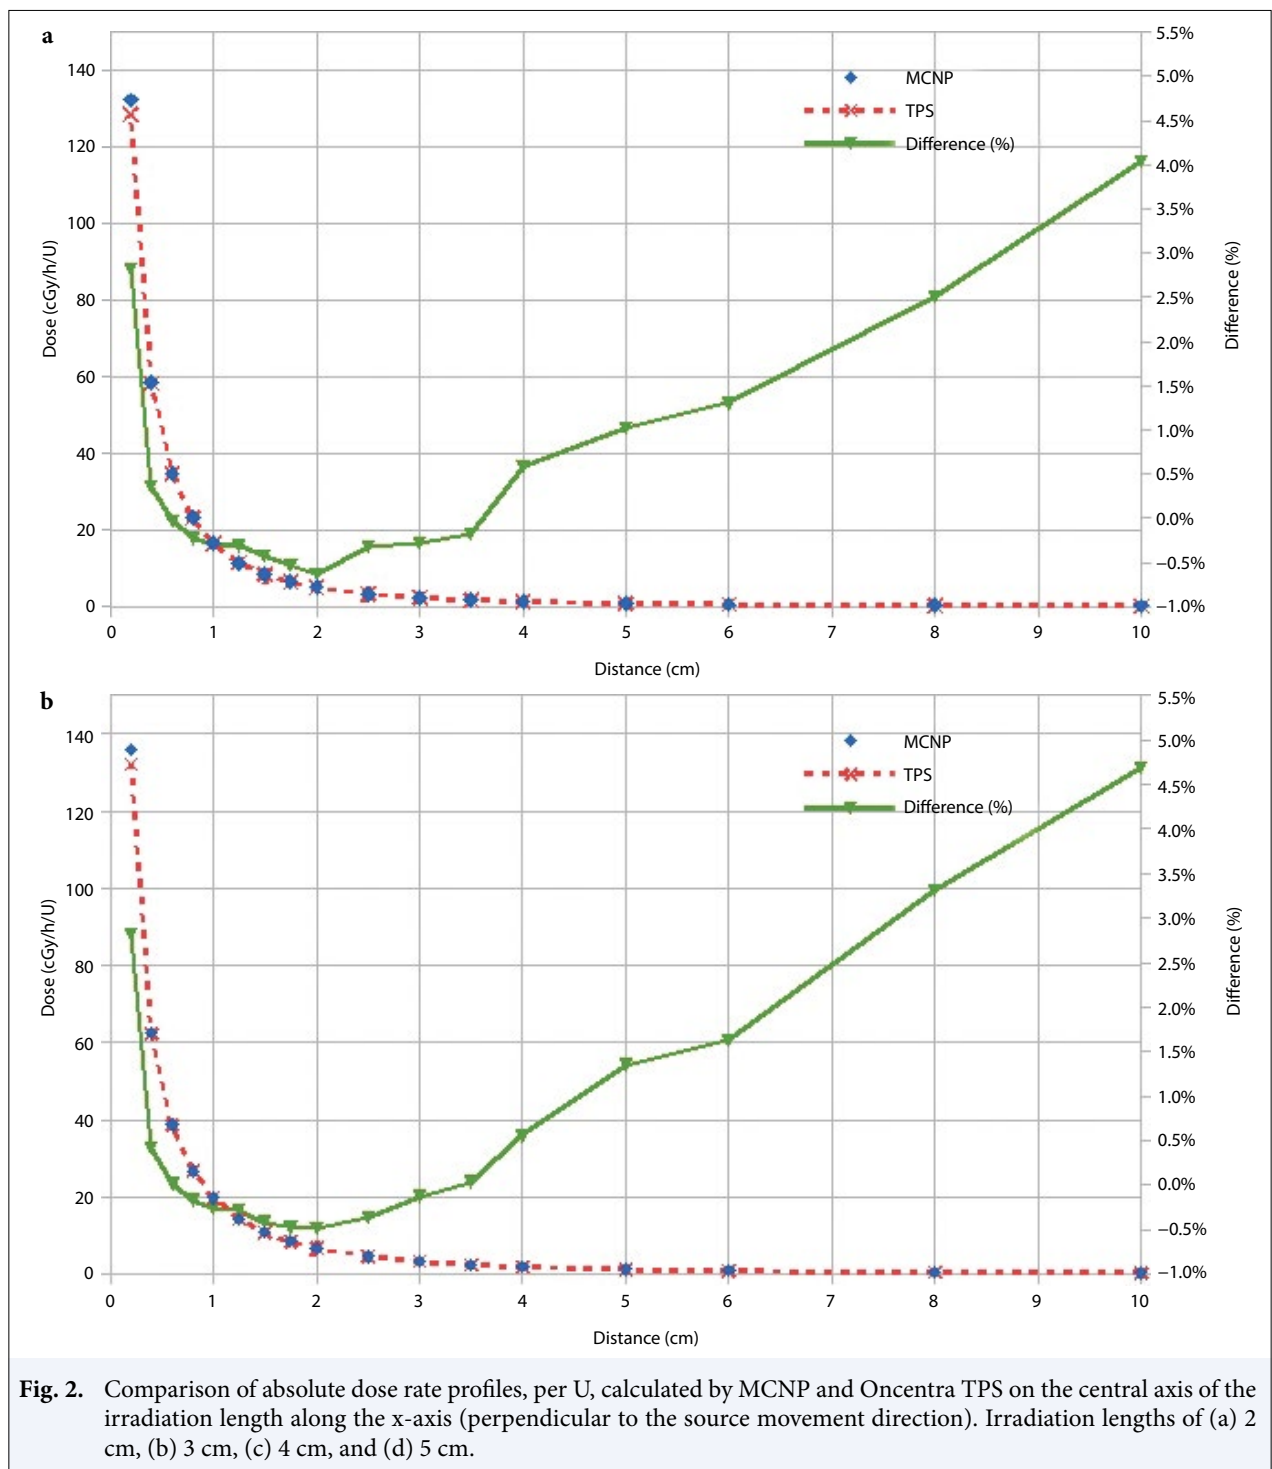 a
MCNP
TPS
Difference (%)
140
120
100
80
60
40
20
0
Dose (cGy/h/U)
5.5%
5.0%
4.5%
4.0%
3.5%
3.0%
2.5%
2.0%
1.5%
1.0%
0.5%
0.0%
−0.5%
−1.0%
Difference (%)
0 1 2 3 4 5 6 7 8 9 10
Distance (cm)
b
MCNP
TPS
Difference (%)
140
120
100
80
60
40
20
0
Dose (cGy/h/U)
5.5%
5.0%
4.5%
4.0%
3.5%
3.0%
2.5%
2.0%
1.5%
1.0%
0.5%
0.0%
−0.5%
−1.0%
Difference (%)
0 1 2 3 4 5 6 7 8 9 10
Distance (cm)
Fig. 2. Comparison of absolute dose rate profiles, per U, calculated by MCNP and Oncentra TPS on the central axis of the
irradiation length along the x-axis (perpendicular to the source movement direction). Irradiation lengths of (a) 2
cm, (b) 3 cm, (c) 4 cm, and (d) 5 cm.